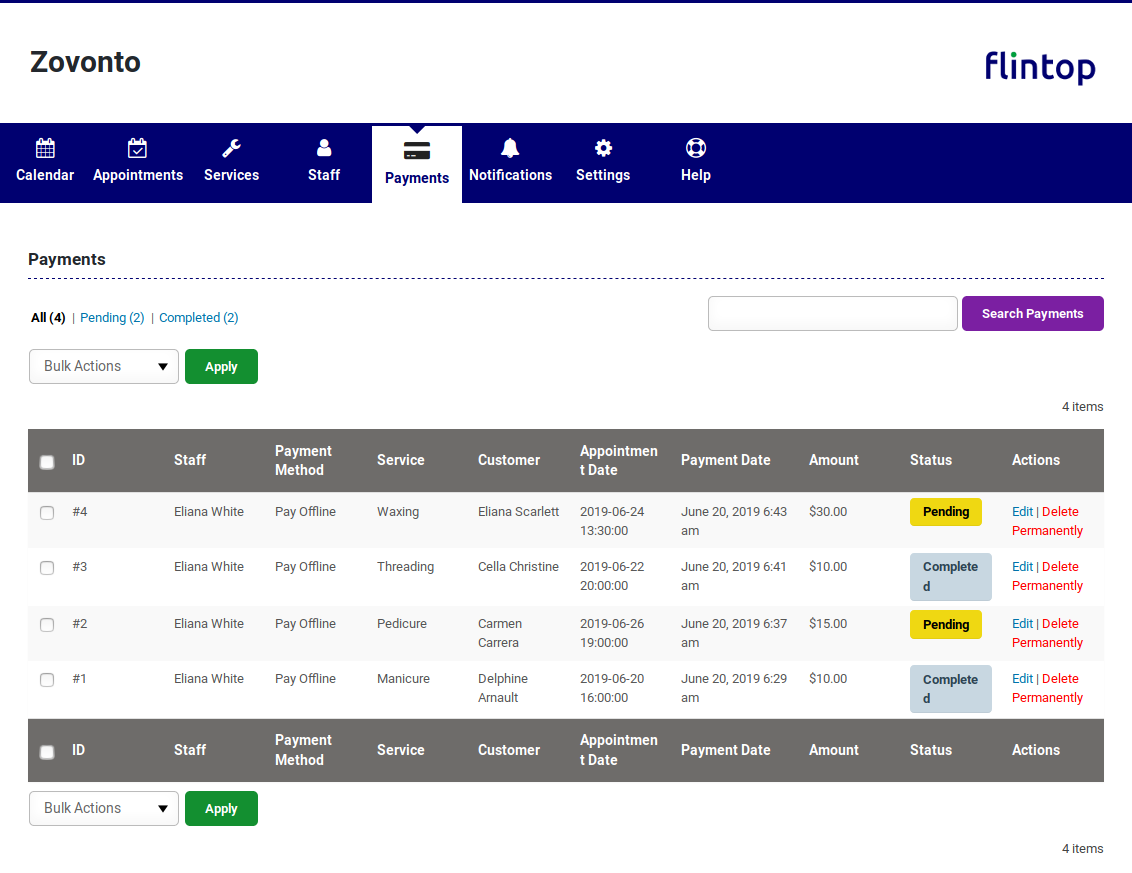 Zovonto
flintop
Calendar Appointments Services Staff Payments Notifications Settings Help
Payments
All (4) | Pending (2) | Completed (2)
Search Payments
Bulk Actions Apply
4 items
ID Staff Payment Method Service Customer Appointmen
t Date Payment Date Amount Status Actions
#4 Eliana White Pay Offline Waxing Eliana Scarlett 2019-06-24 June 20, 2019 6:43 $30.00 Pending Edit | Delete
13:30:00 am Permanently
#3 Eliana White Pay Offline Threading Cella Christine 2019-06-22 June 20, 2019 6:41 $10.00 Complete Edit | Delete
20:00:00 am d Permanently
#2 Eliana White Pay Offline Pedicure Carmen 2019-06-26 June 20, 2019 6:37 $15.00 Pending Edit | Delete
Carrera 19:00:00 am Permanently
#1 Eliana White Pay Offline Manicure Delphine 2019-06-20 June 20, 2019 6:29 $10.00 Complete Edit | Delete
Arnault 16:00:00 am d Permanently
ID Staff Payment Method Service Customer Appointmen
t Date Payment Date Amount Status Actions
Bulk Actions Apply
4 items